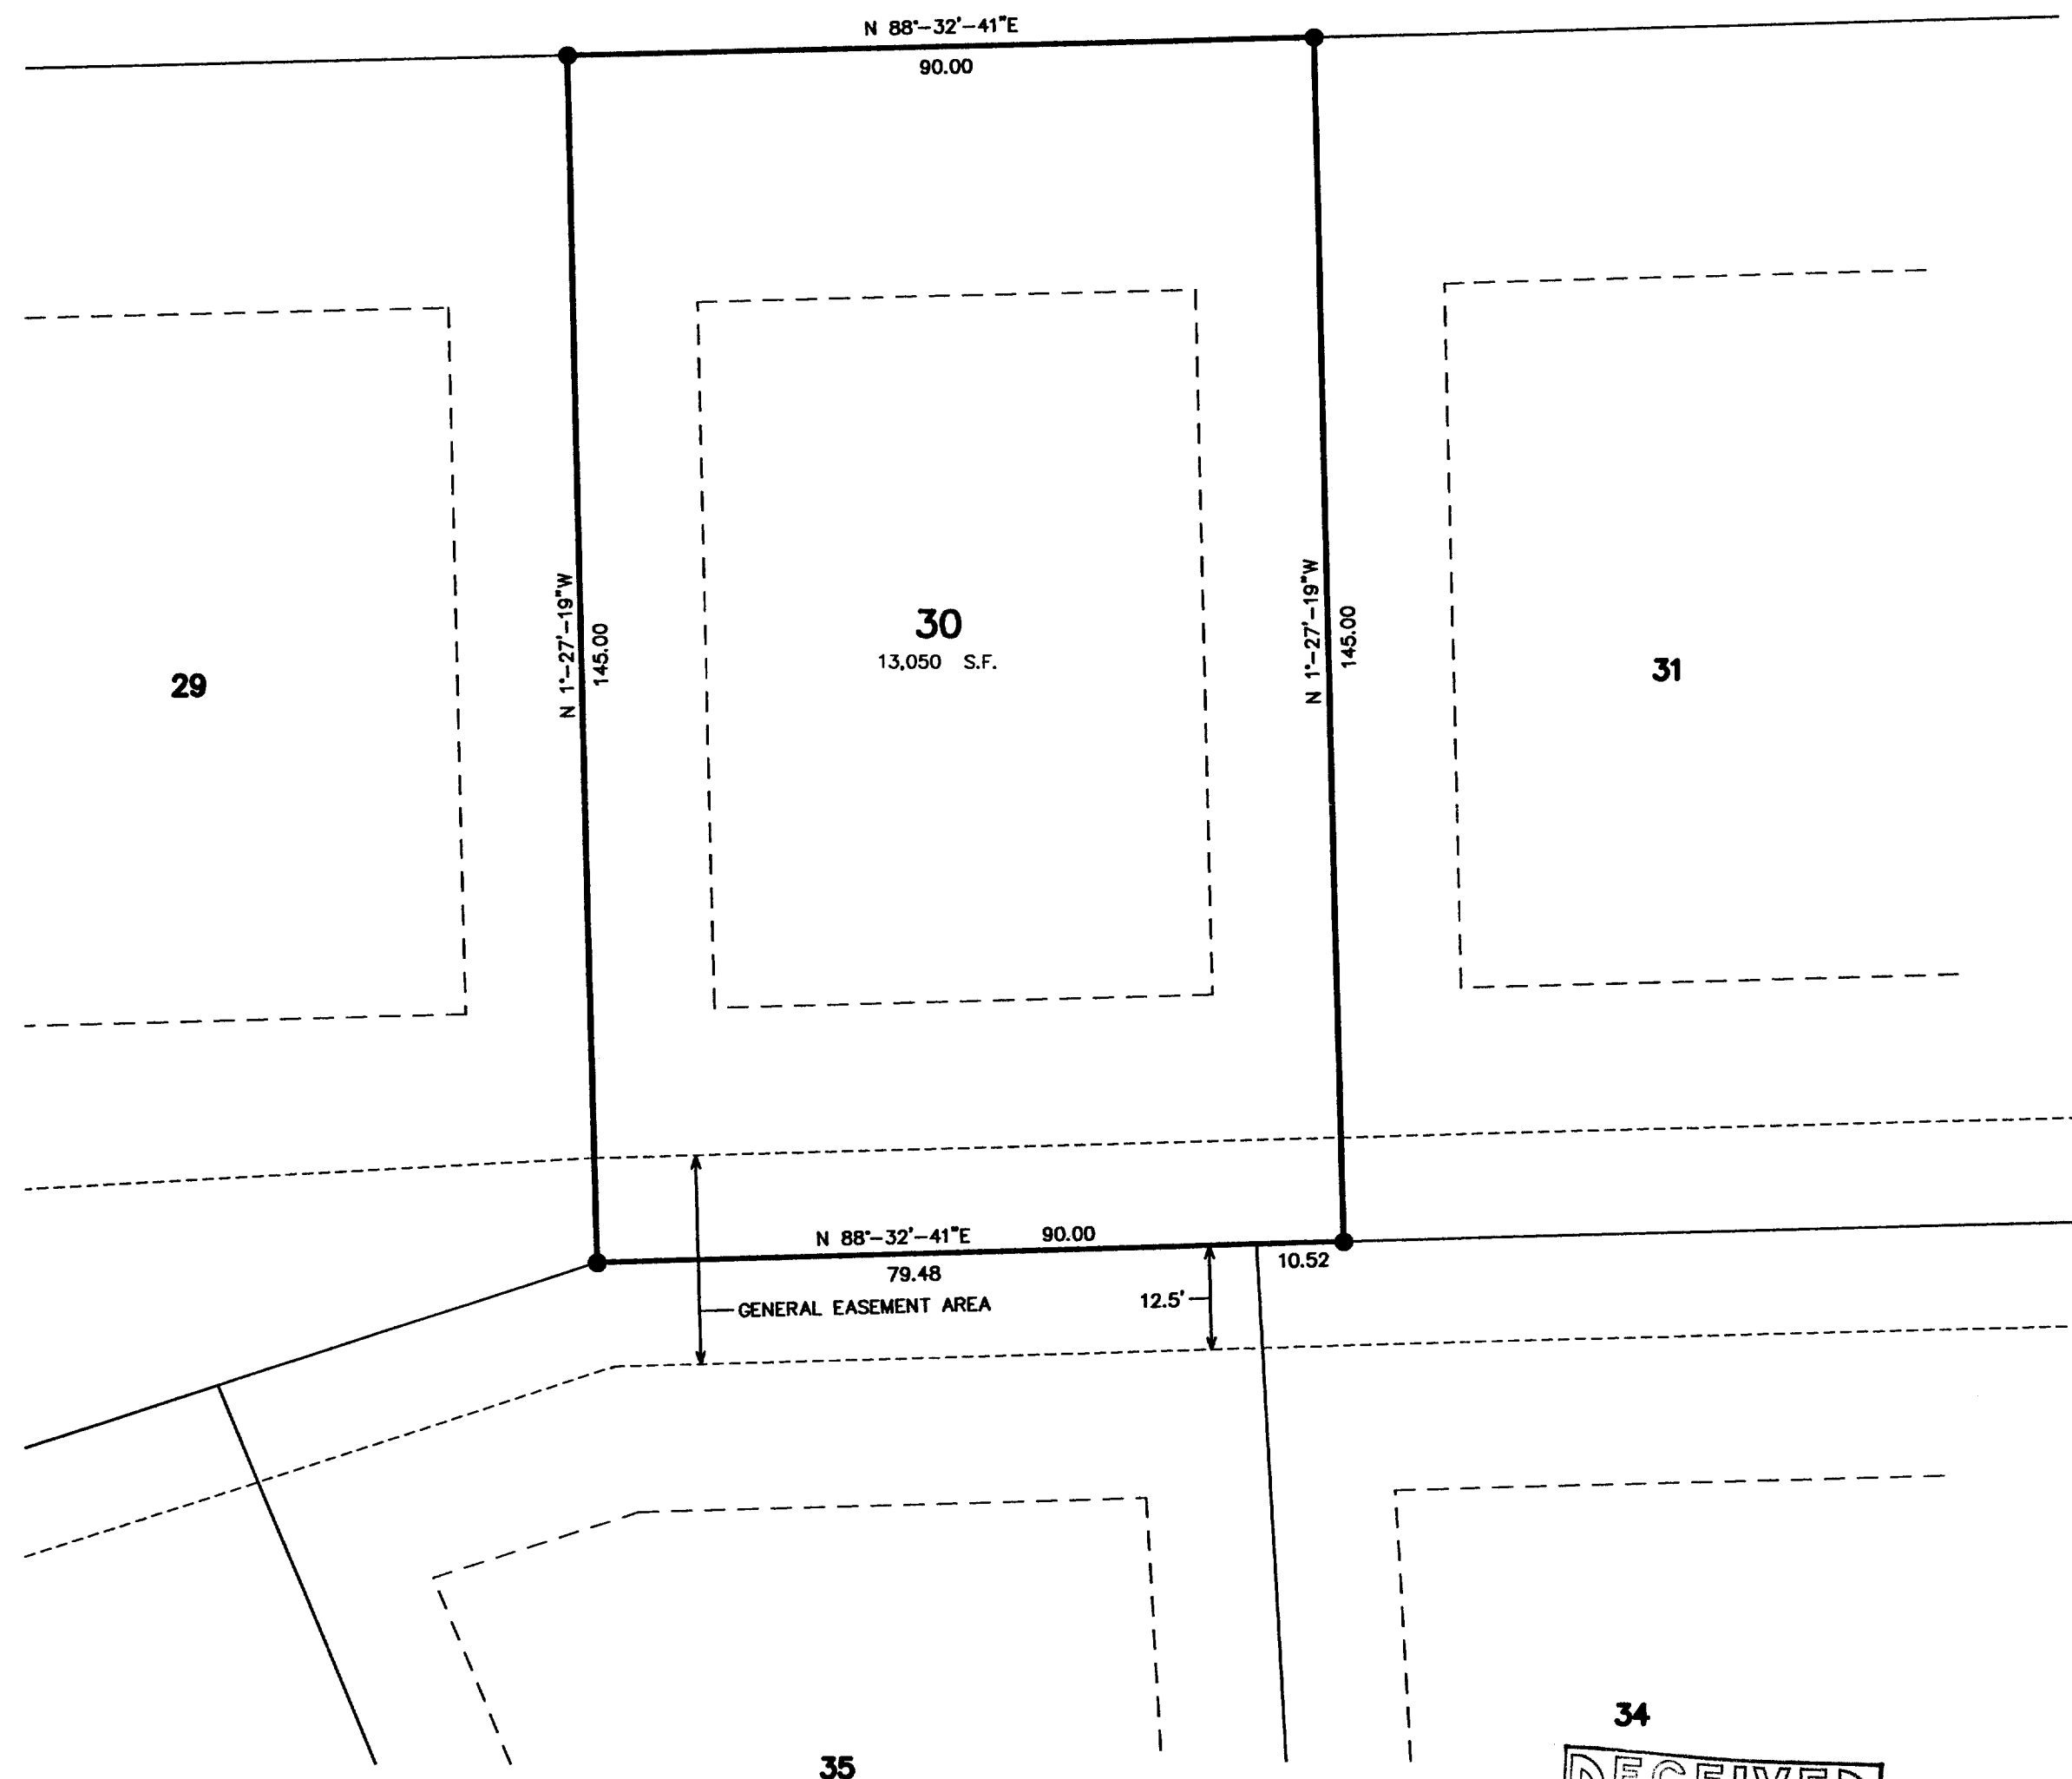 N 88°-32'-41"E
90.00
N 1°-27'-19"W
145.00
N 1°-27'-19"W
145.00
30
13,050 S.F.
29
31
N 88°-32'-41"E 90.00
79.48
10.52
GENERAL EASEMENT AREA
12.5'
34
35
RECEIVED